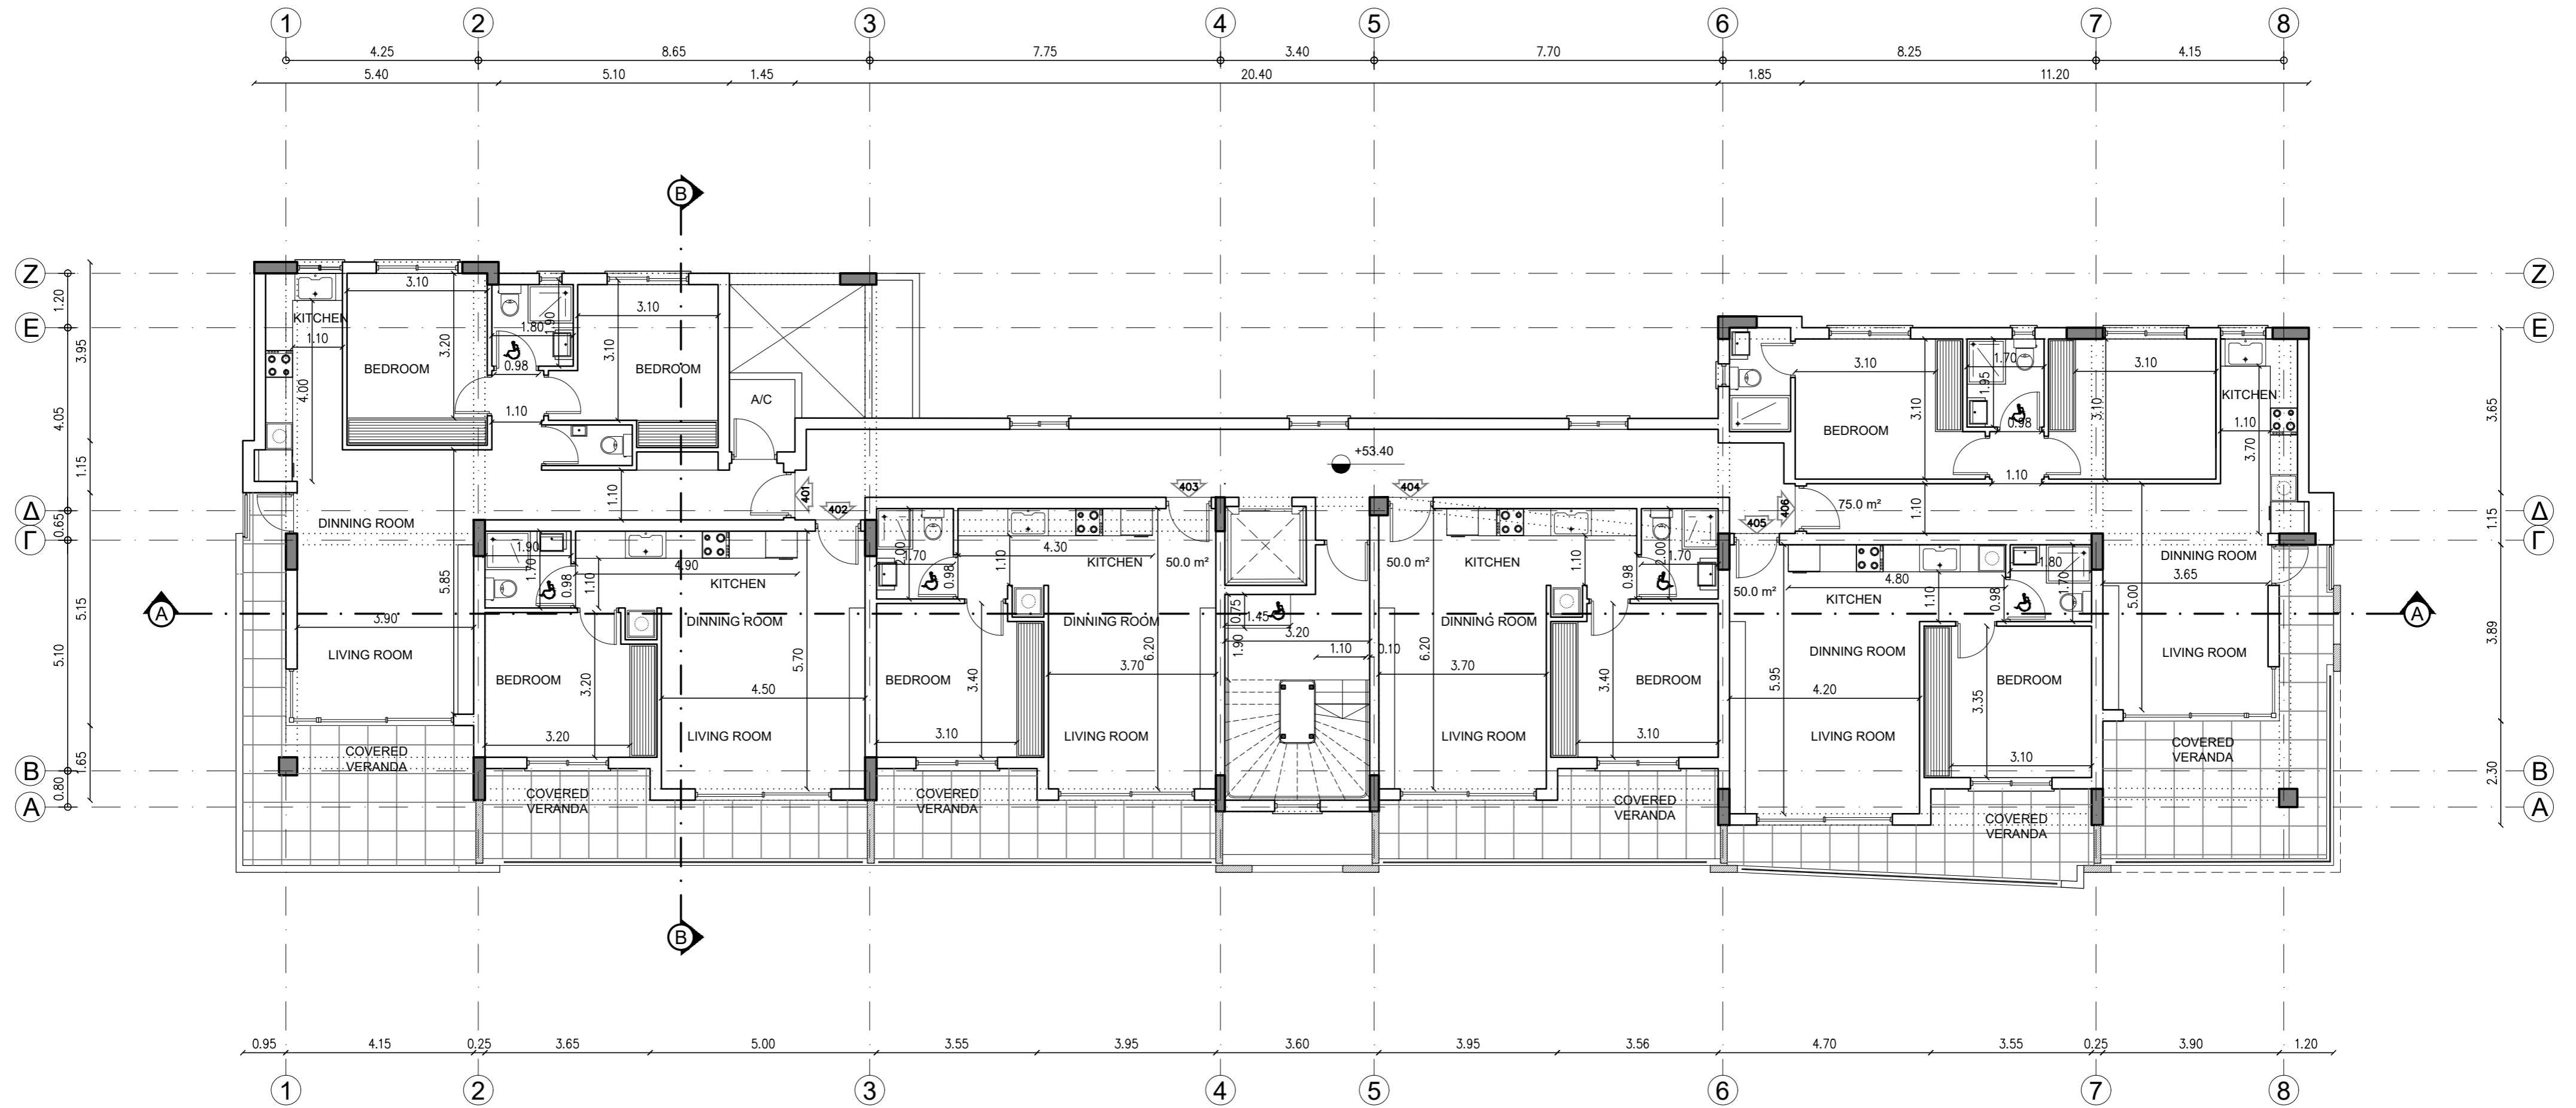 1 2 3 4 5 6 7 8
4.25 8.65 7.75 3.40 7.70 8.25 4.15
5.40 5.10 1.45 20.40 1.85 11.20
B
Z Z
E E
Δ Δ
Γ Γ
B B
A A
1.20
4.05
0.65
5.10
0.80
3.95
1.15
5.15
1.65
3.65
1.15
3.89
2.30
A A
KITCHEN
1.10
4.00
3.10
3.20
BEDROOM
1.80
1.90
0.98
1.10
3.10
3.10
BEDROOM
A/C
1.10
401
402
DINNING ROOM
5.85
3.90
LIVING ROOM
COVERED
VERANDA
1.90
1.70
0.98
1.10
4.90
KITCHEN
DINNING ROOM
5.70
4.50
LIVING ROOM
BEDROOM
3.20
3.20
COVERED
VERANDA
+53.40
403
404
2.00
1.70
0.98
1.10
4.30
KITCHEN
50.0 m²
DINNING ROOM
6.20
3.70
LIVING ROOM
BEDROOM
3.40
3.10
COVERED
VERANDA
0.75
1.45
3.20
1.90
1.10
0.10
50.0 m²
KITCHEN
1.10
0.98
2.00
1.70
DINNING ROOM
6.20
3.70
LIVING ROOM
BEDROOM
3.40
3.10
COVERED
VERANDA
405
406
75.0 m²
50.0 m²
4.80
KITCHEN
1.10
0.98
1.80
1.70
DINNING ROOM
5.95
4.20
LIVING ROOM
BEDROOM
3.35
3.10
COVERED
VERANDA
3.10
3.10
BEDROOM
1.70
1.95
0.98
1.10
1.10
3.10
3.10
KITCHEN
1.10
3.70
DINNING ROOM
3.65
5.00
LIVING ROOM
COVERED
VERANDA
B
0.95 4.15 0.25 3.65 5.00 3.55 3.95 3.60 3.95 3.56 4.70 3.55 0.25 3.90 1.20
1 2 3 4 5 6 7 8